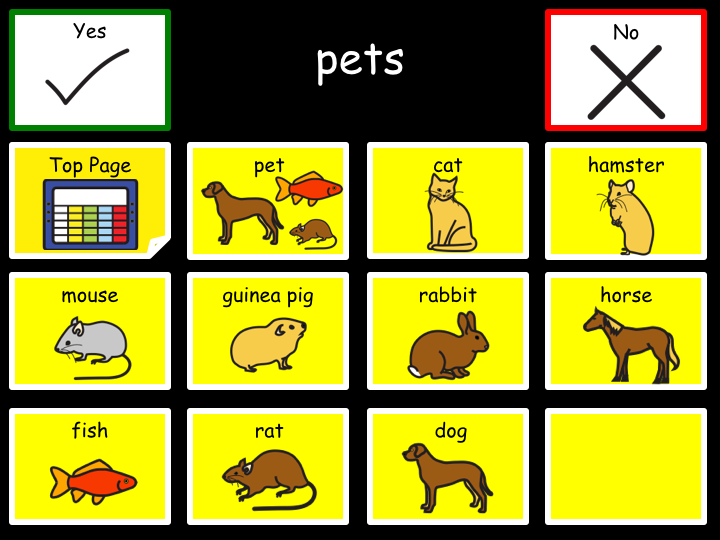 Yes
pets
No
Top Page
pet
cat
hamster
mouse
guinea pig
rabbit
horse
fish
rat
dog